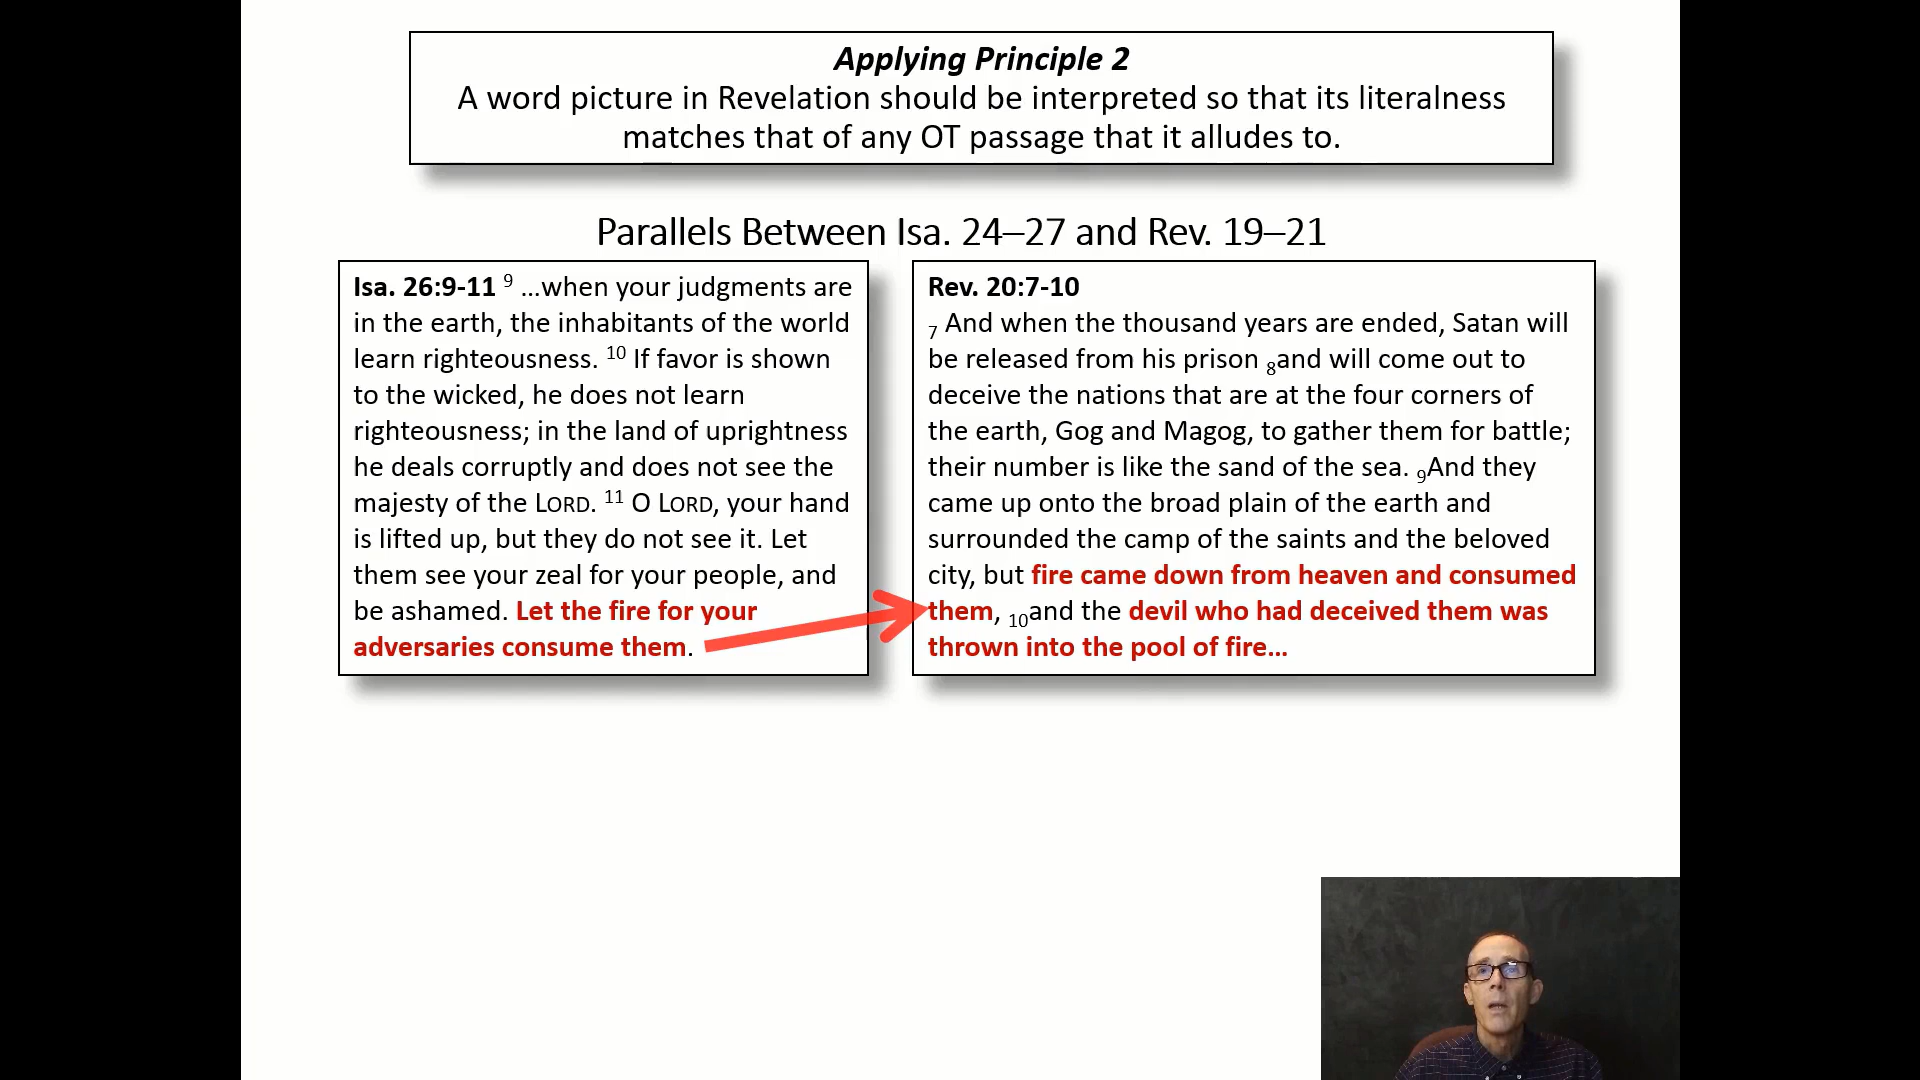 Applying Principle 2
A word picture in Revelation should be interpreted so that its literalness
matches that of any OT passage that it alludes to.
Parallels Between Isa. 24–27 and Rev. 19–21
Isa. 26:9-11 9 …when your judgments are
in the earth, the inhabitants of the world
learn righteousness. 10 If favor is shown
to the wicked, he does not learn
righteousness; in the land of uprightness
he deals corruptly and does not see the
majesty of the LORD. 11 O LORD, your hand
is lifted up, but they do not see it. Let
them see your zeal for your people, and
be ashamed. Let the fire for your
adversaries consume them.
Rev. 20:7-10
7 And when the thousand years are ended, Satan will
be released from his prison 8and will come out to
deceive the nations that are at the four corners of
the earth, Gog and Magog, to gather them for battle;
their number is like the sand of the sea. 9And they
came up onto the broad plain of the earth and
surrounded the camp of the saints and the beloved
city, but fire came down from heaven and consumed
them, 10and the devil who had deceived them was
thrown into the pool of fire…